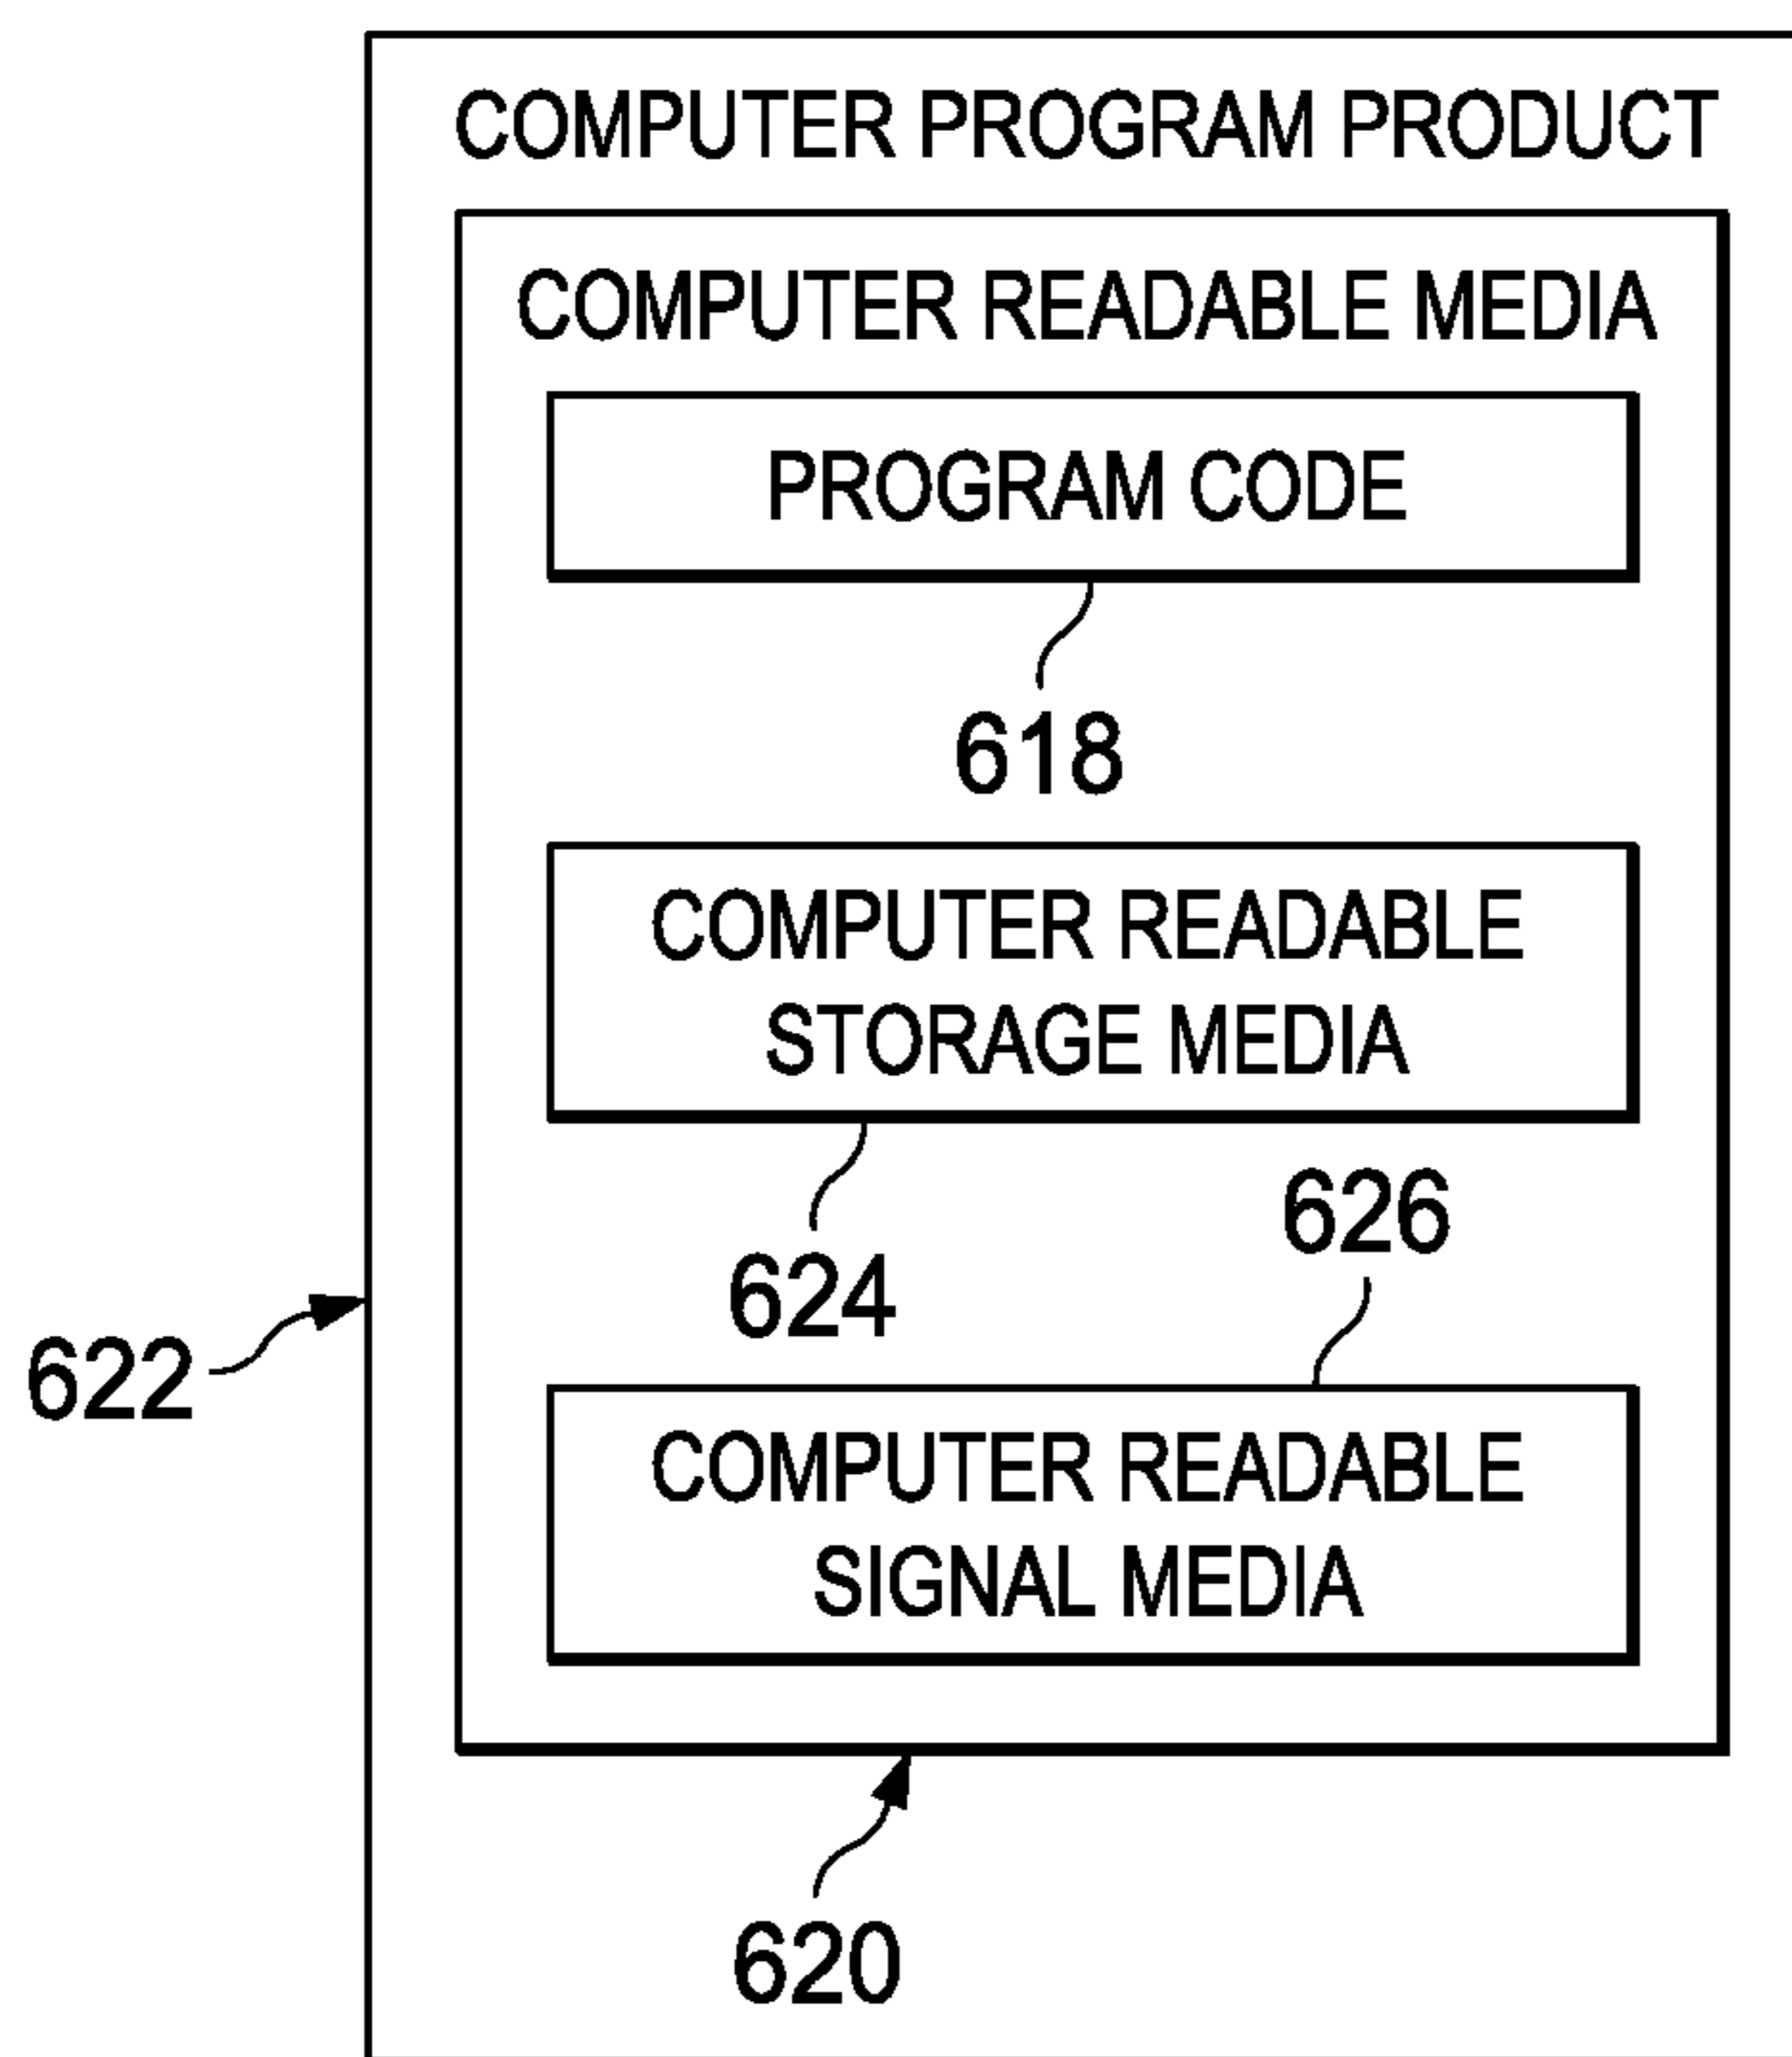 COMPUTER PROGRAM PRODUCT
COMPUTER READABLE MEDIA
PROGRAM CODE
618
COMPUTER READABLE
STORAGE MEDIA
624
626
622
COMPUTER READABLE
SIGNAL MEDIA
620